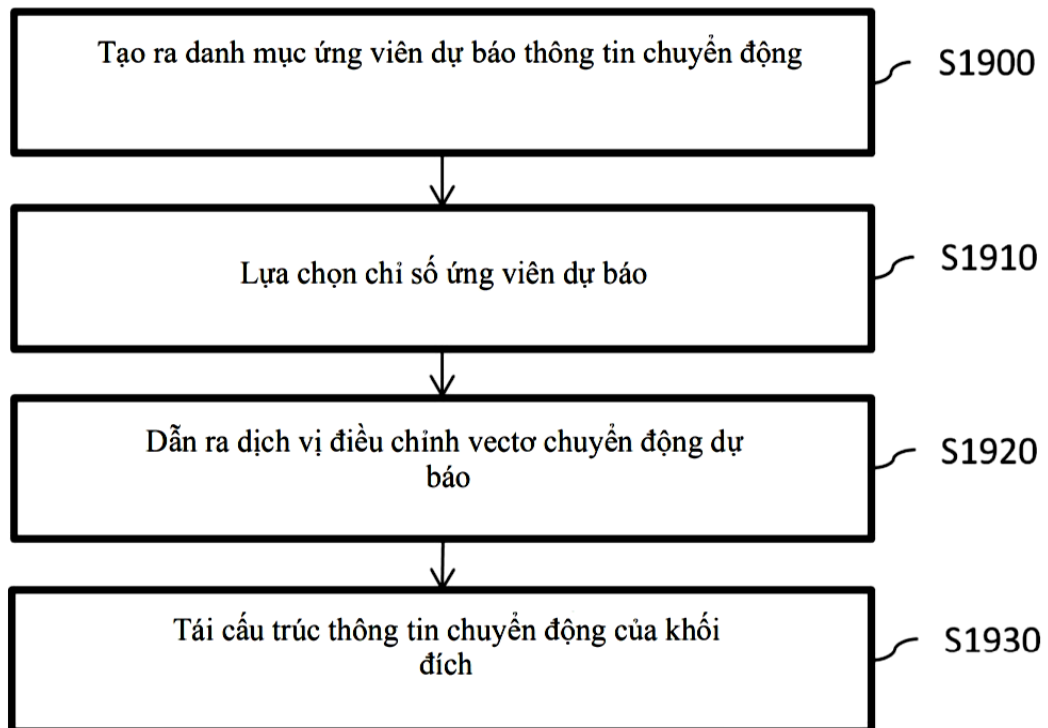 Tạo ra danh mục ứng viên dự báo thông tin chuyển động
S1900
Lựa chọn chỉ số ứng viên dự báo
S1910
Dẫn ra dịch vị điều chỉnh vectơ chuyển động dự
báo
S1920
Tái cấu trúc thông tin chuyển động của khối
đích
S1930